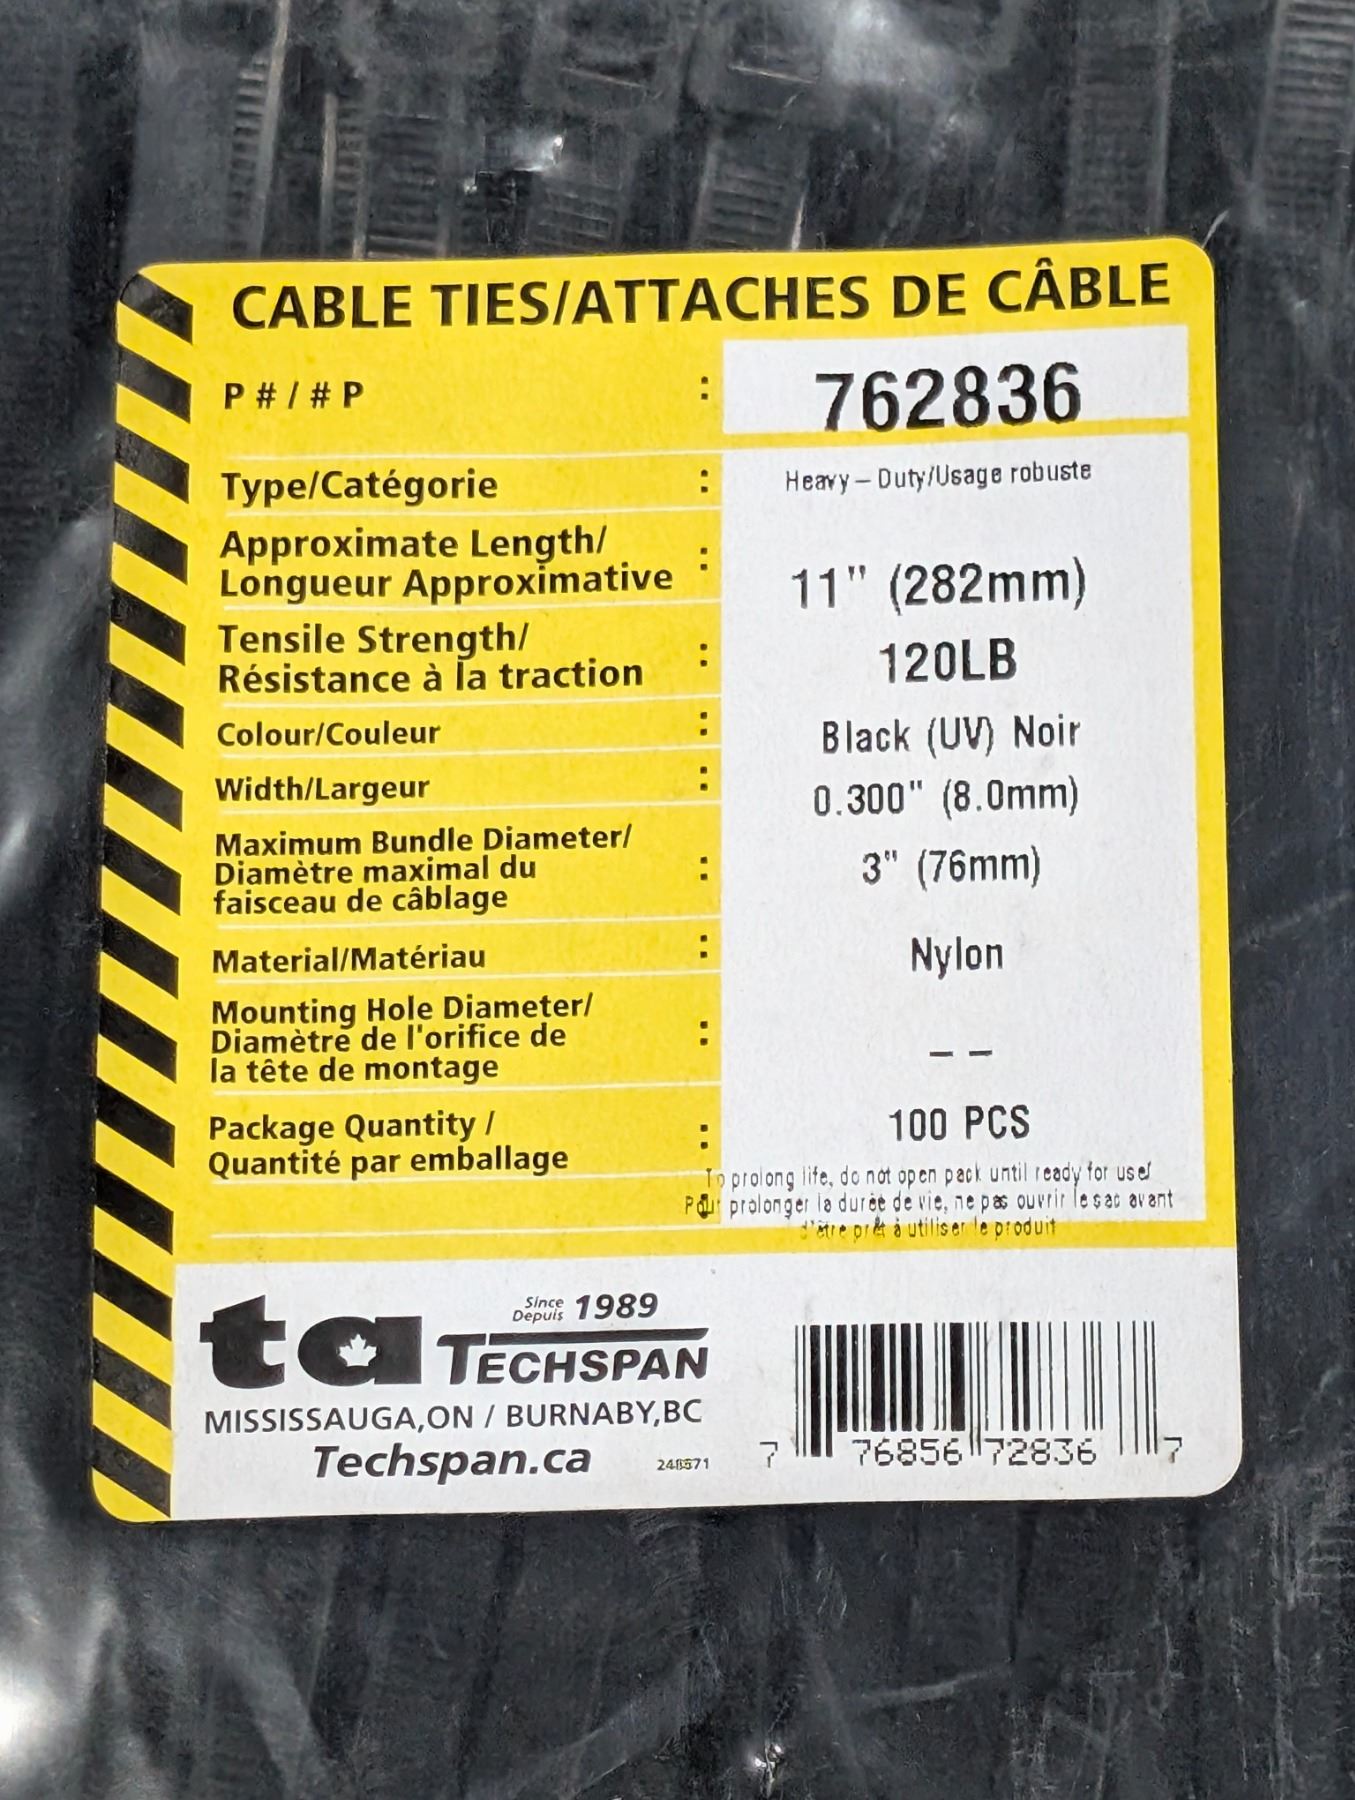 CABLE TIES/ATTACHES DE CÂBLE
P # / # P : 762836
Type/Catégorie : Heavy – Duty/Usage robuste
Approximate Length/
Longueur Approximative : 11" (282mm)
Tensile Strength/
Résistance à la traction : 120LB
Colour/Couleur : Black (UV) Noir
Width/Largeur : 0.300" (8.0mm)
Maximum Bundle Diameter/
Diamètre maximal du : 3" (76mm)
faisceau de câblage
Material/Matériau : Nylon
Mounting Hole Diameter/
Diamètre de l'orifice de : – –
la tête de montage
Package Quantity / : 100 PCS
Quantité par emballage
To prolong life, do not open pack until ready for use/
Pour prolonger la durée de vie, ne pas ouvrir le sac avant
d'être prêt à utiliser le produit
Since
Depuis 1989
ta TECHSPAN
MISSISSAUGA,ON / BURNABY,BC
Techspan.ca
7 76856 72836 7